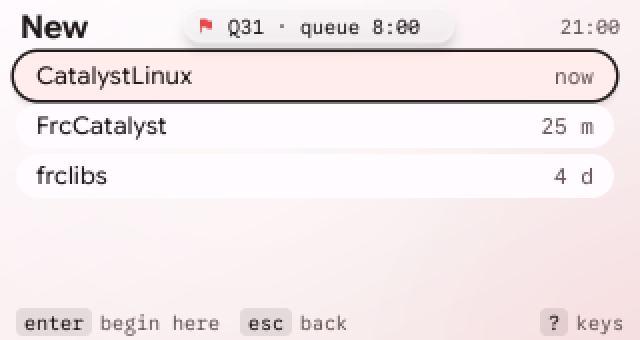 New
Q31 · queue 8:00
21:00
CatalystLinux now
FrcCatalyst 25 m
frclibs 4 d
enter begin here esc back ? keys